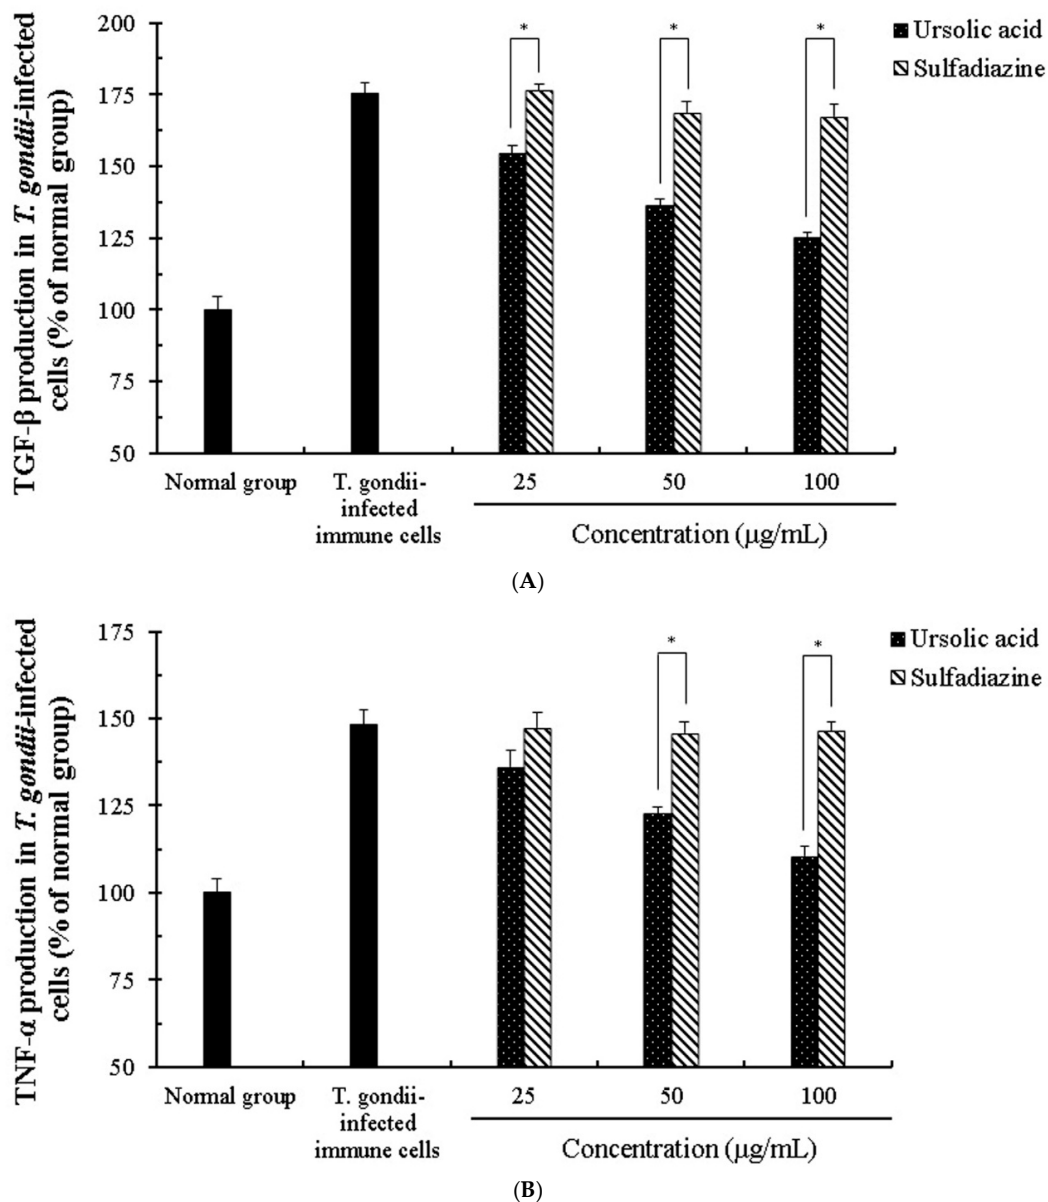 TGF-β production in T. gondii-infected
cells (% of normal group)
200
175
150
125
100
75
50
*
*
*
Ursolic acid
Sulfadiazine
Normal group
T. gondii-
infected
immune cells
25
50
100
Concentration (μg/mL)
(A)
TNF-α production in T. gondii-infected
cells (% of normal group)
175
150
125
100
75
50
*
*
Ursolic acid
Sulfadiazine
Normal group
T. gondii-
infected
immune cells
25
50
100
Concentration (μg/mL)
(B)